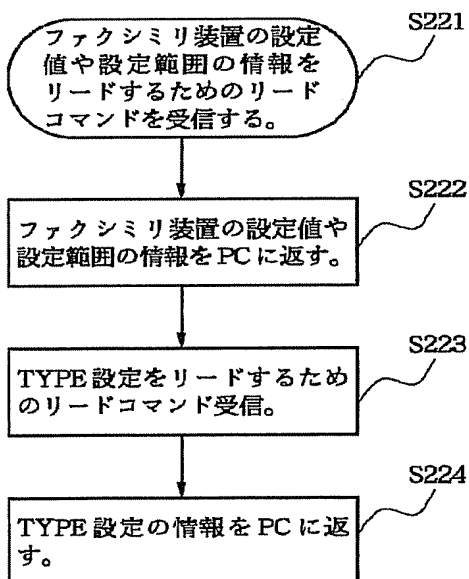 S221
ファクシミリ装置の設定
値や設定範囲の情報を
リードするためのリード
コマンドを受信する。
S222
ファクシミリ装置の設定値や
設定範囲の情報をPCに返す。
S223
TYPE設定をリードするため
のリードコマンド受信。
S224
TYPE設定の情報をPCに返
す。